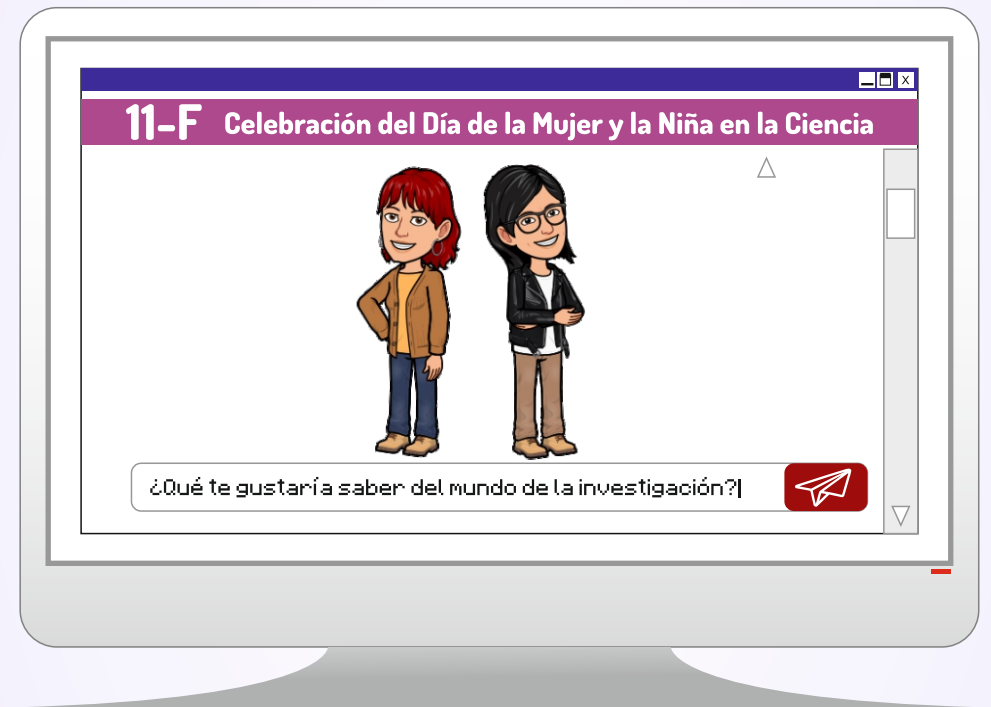 11-F Celebración del Día de la Mujer y la Niña en la Ciencia
¿Qué te gustaría saber del mundo de la investigación?